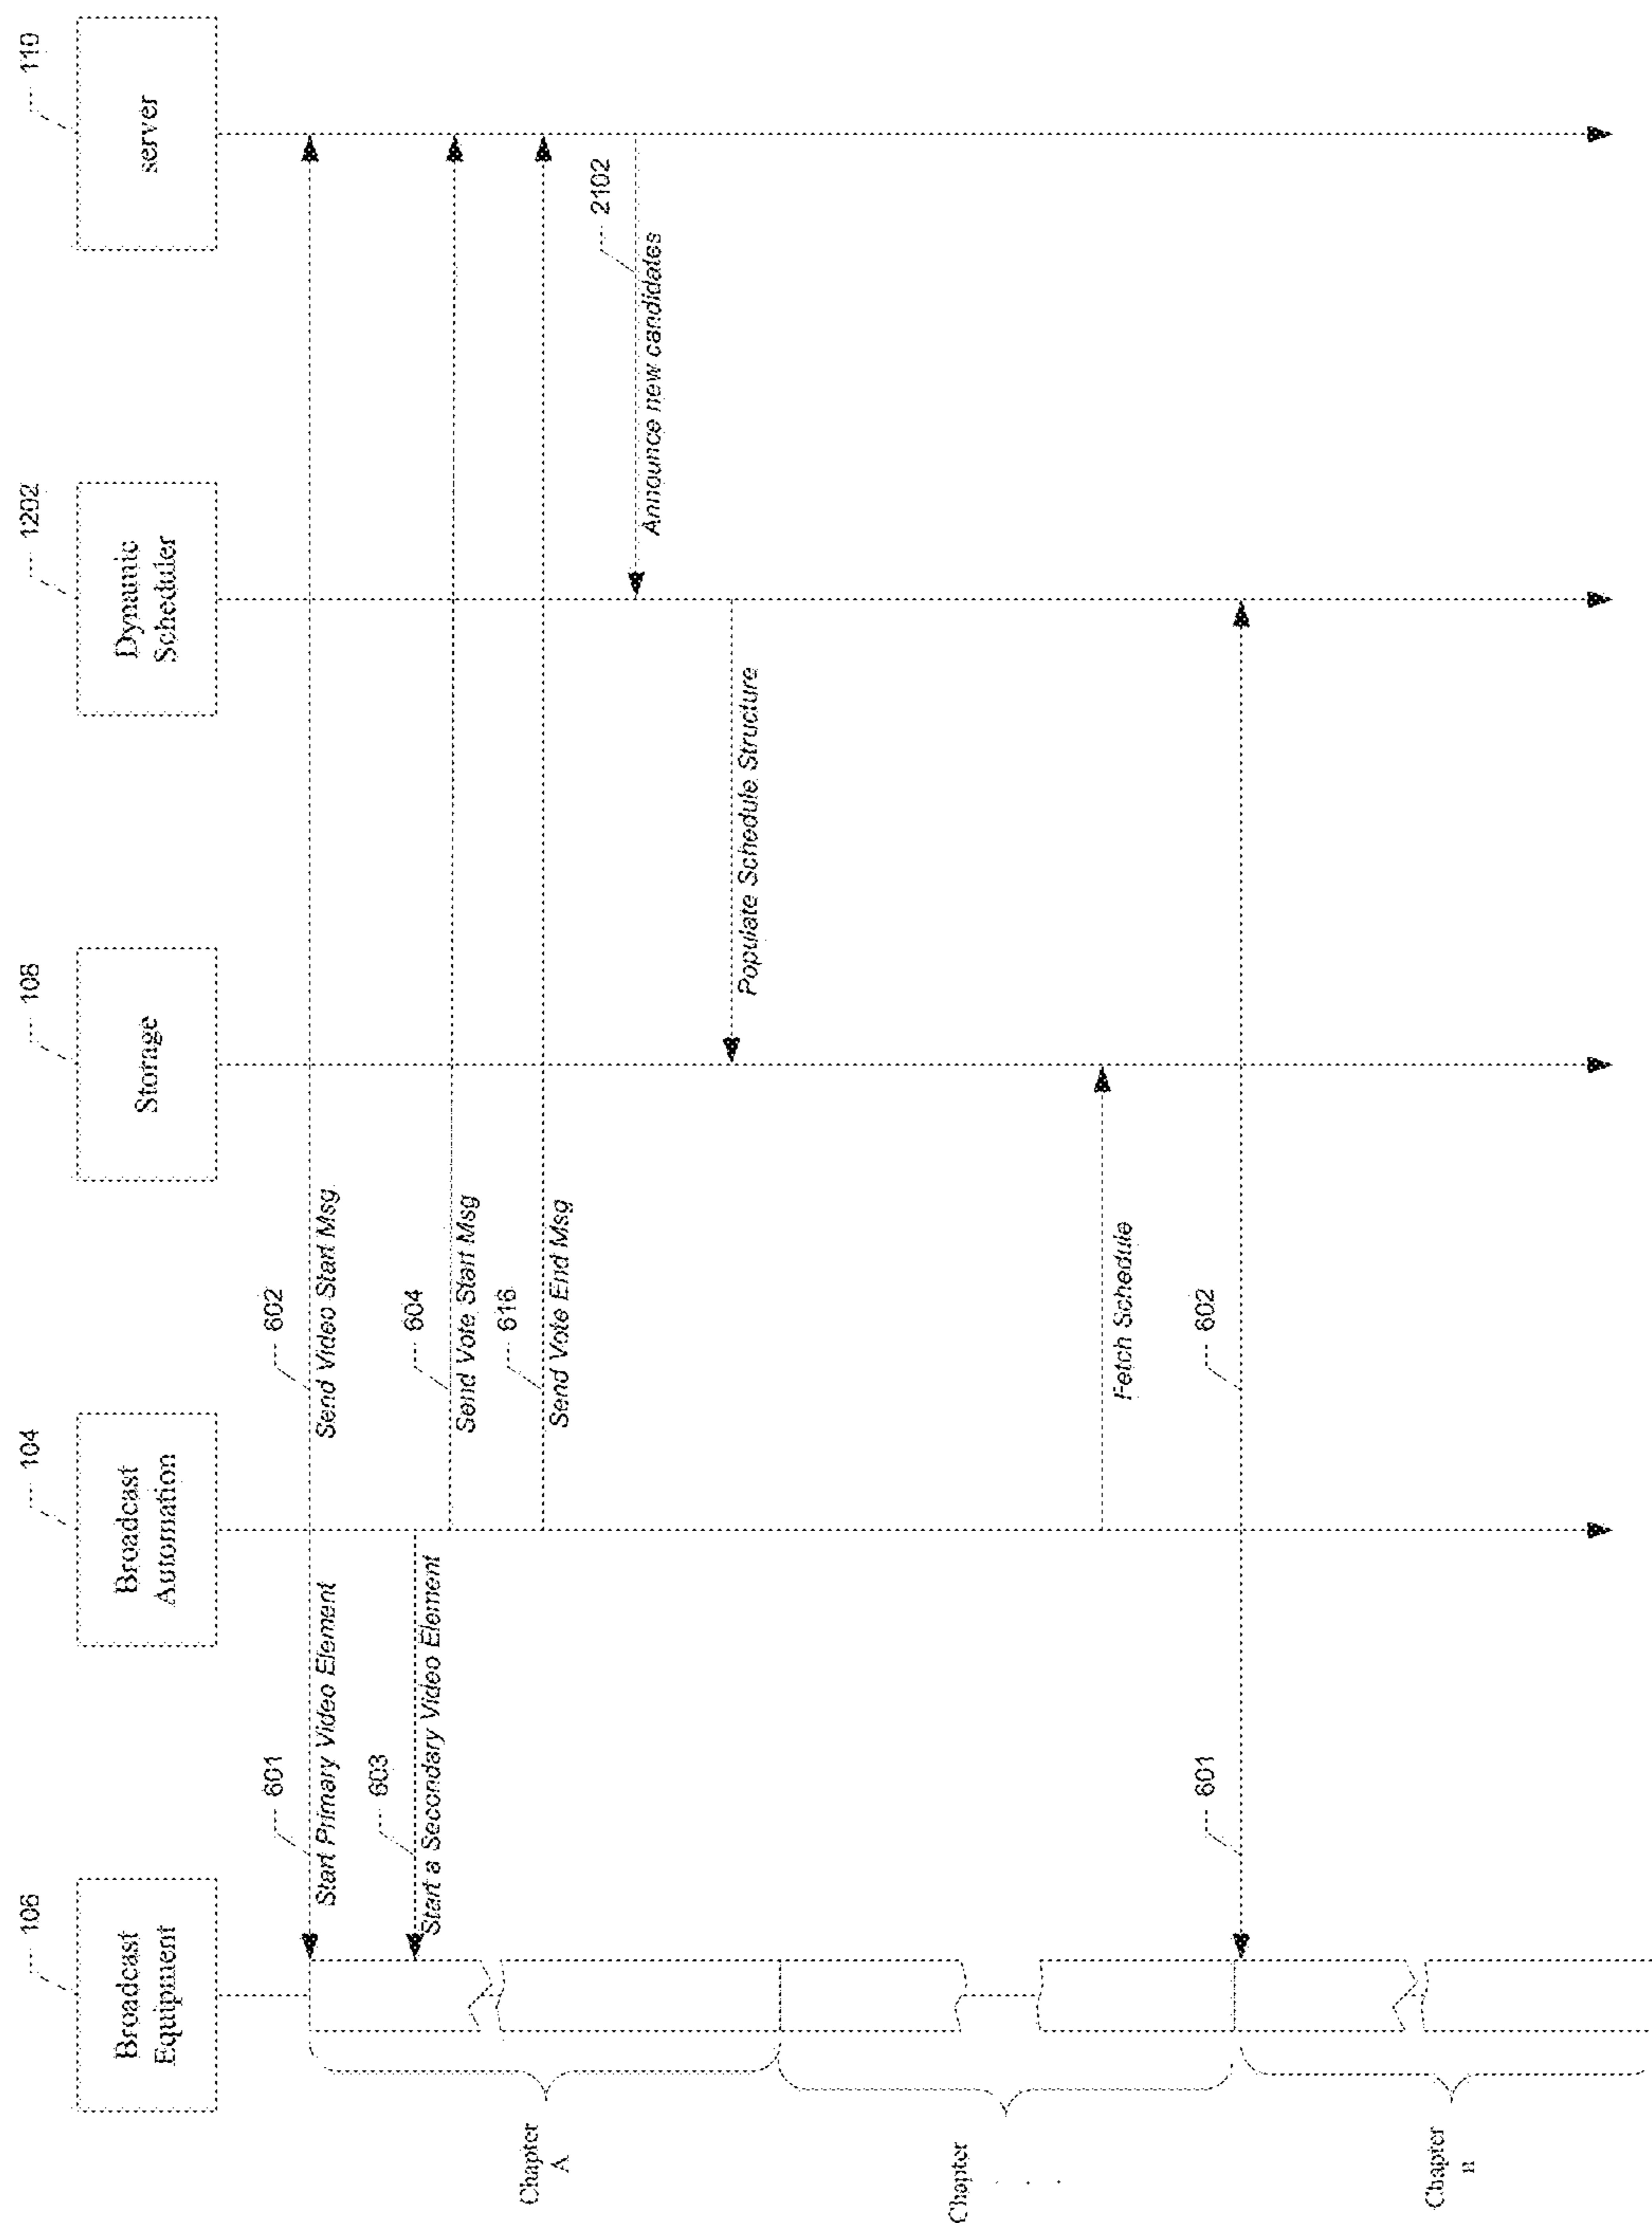 106
104
108
1202
110
Broadcast
Equipment
Broadcast
Automation
Storage
Dynamic
Scheduler
server
601
602
Start Primary Video Element
Send Video Start Msg.
603
604
Start a Secondary Video Element
Send Vote Start Msg
616
Send Vote End Msg
Chapter
A
2102
Announce new candidates
Populate Schedule Structure
Chapter
. . .
Fetch Schedule
601
602
Chapter
n